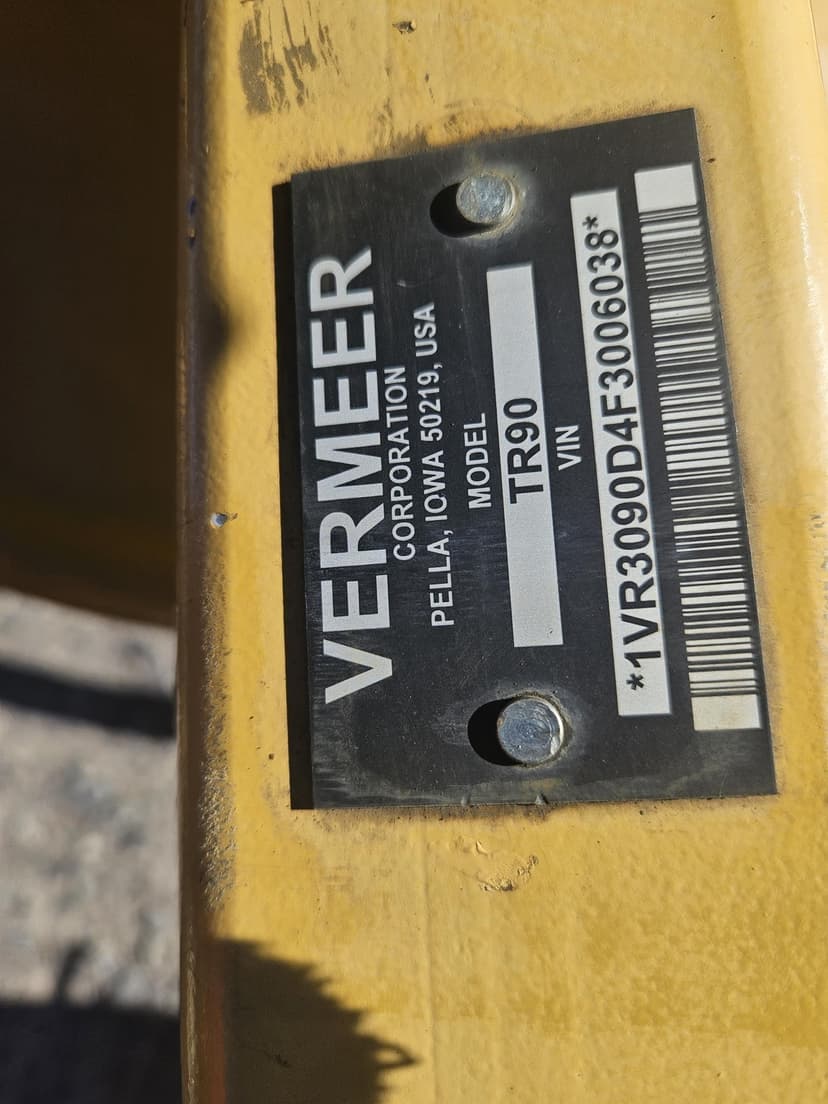 VERMEER
CORPORATION
PELLA, IOWA 50219, USA
MODEL
TR90
VIN
*1VR3090D4F3006038*